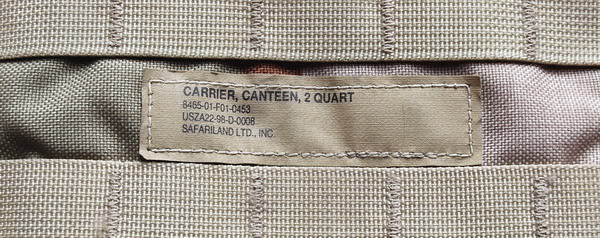 CARRIER, CANTEEN, 2 QUART
8465-01-F01-0453
USZA22-98-D-0008
SAFARILAND LTD., INC.